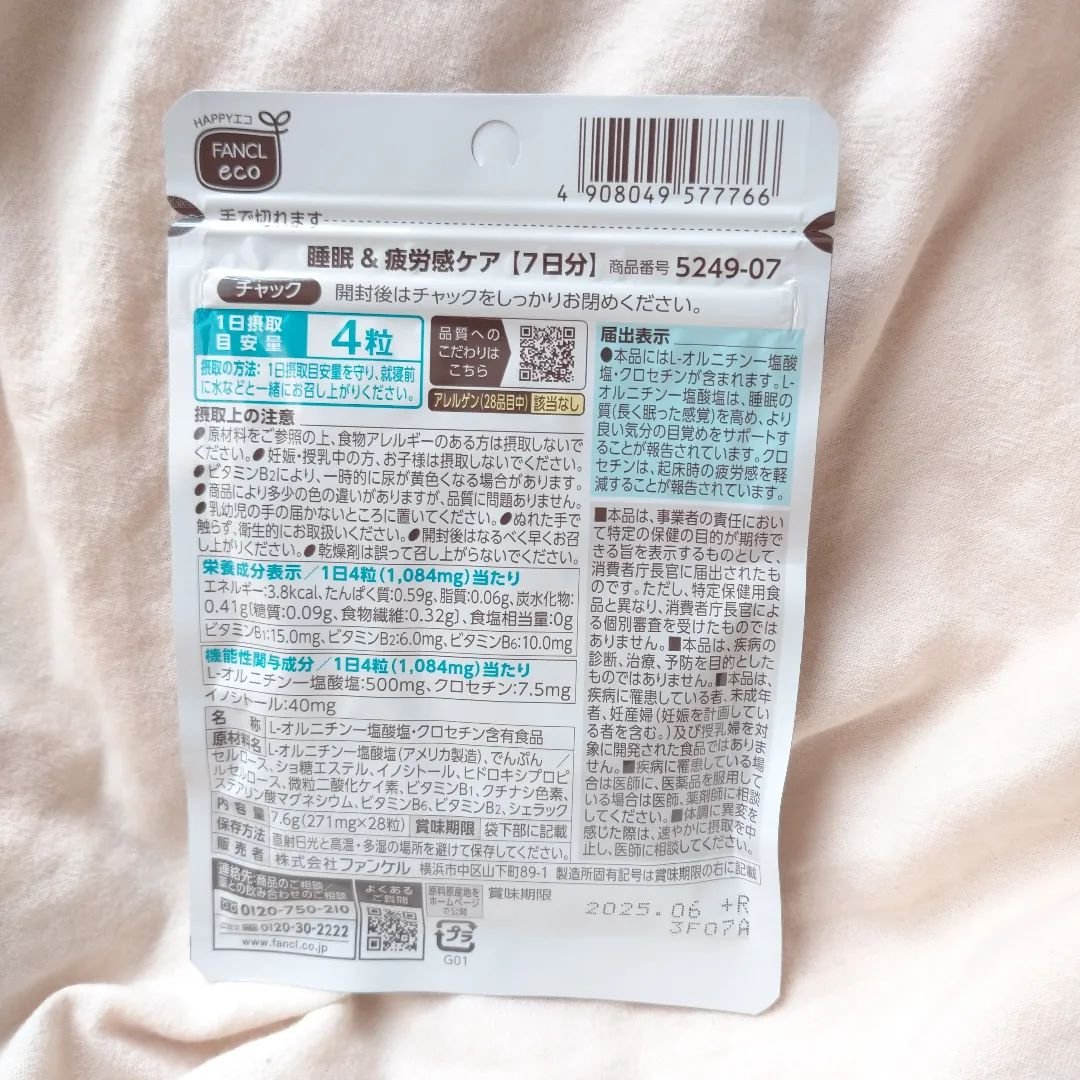 HAPPYエコ
FANCL
eco
4 908049 577766
手で切れます
睡眠 & 疲労感ケア【7日分】 商品番号 5249-07
チャック 開封後はチャックをしっかりお閉めください。
1日摂取
目安量 4粒
摂取の方法: 1日摂取目安量を守り、就寝前
に水などと一緒にお召し上がりください。
品質への
こだわりは
こちら
アレルゲン(28品目中) 該当なし
摂取上の注意
●原材料をご参照の上、食物アレルギーのある方は摂取しないで
ください。●妊娠・授乳中の方、お子様は摂取しないでください。
●ビタミンB2により、一時的に尿が黄色くなる場合があります。
●商品により多少の色の違いがありますが、品質に問題ありません。
●乳幼児の手の届かないところに置いてください。●ぬれた手で
触らず、衛生的にお取扱いください。●開封後はなるべく早くお召
し上がりください。●乾燥剤は誤って召し上がらないでください。
栄養成分表示/1日4粒(1,084mg)当たり
エネルギー:3.8kcal、たんぱく質:0.59g、脂質:0.06g、炭水化物:
0.41g[糖質:0.09g、食物繊維:0.32g]、食塩相当量:0g
ビタミンB1:15.0mg、ビタミンB2:6.0mg、ビタミンB6:10.0mg
機能性関与成分/1日4粒(1,084mg)当たり
L-オルニチン一塩酸塩:500mg、クロセチン:7.5mg
イノシトール:40mg
届出表示
●本品にはL-オルニチン一塩酸
塩・クロセチンが含まれます。L-
オルニチン一塩酸塩は、睡眠の
質(長く眠った感覚)を高め、より
良い気分の目覚めをサポートす
ることが報告されています。クロ
セチンは、起床時の疲労感を軽
減することが報告されています。
■本品は、事業者の責任におい
て特定の保健の目的が期待で
きる旨を表示するものとして、
消費者庁長官に届出されたも
のです。ただし、特定保健用食
品と異なり、消費者庁長官によ
る個別審査を受けたものでは
ありません。■本品は、疾病の
診断、治療、予防を目的とした
ものではありません。■本品は、
疾病に罹患している者、未成年
者、妊産婦(妊娠を計画してい
る者を含む。)及び授乳婦を対
象に開発された食品ではありま
せん。■疾病に罹患している場
合は医師に、医薬品を服用して
いる場合は医師、薬剤師に相談
してください。■体調に異変を
感じた際は、速やかに摂取を中
止し、医師に相談してください。
名 称 L-オルニチン一塩酸塩・クロセチン含有食品
原材料名 L-オルニチン一塩酸塩(アメリカ製造)、でんぷん/
セルロース、ショ糖エステル、イノシトール、ヒドロキシプロピ
ルセルロース、微粒二酸化ケイ素、ビタミンB1、クチナシ色素、
ステアリン酸マグネシウム、ビタミンB6、ビタミンB2、シェラック
内容量 7.6g(271mg×28粒) 賞味期限 袋下部に記載
保存方法 直射日光と高温・多湿の場所を避けて保存してください。
販売者 株式会社ファンケル 横浜市中区山下町89-1 製造所固有記号は賞味期限の右に記載
連絡先:商品のご相談/
薬との飲み合わせのご相談
0120-750-210
0120-30-2222
www.fancl.co.jp
よくある
ご質問
原料原産地を
ホームページ
で公開
プラ
G01
賞味期限
2025.06 +R
3F07A